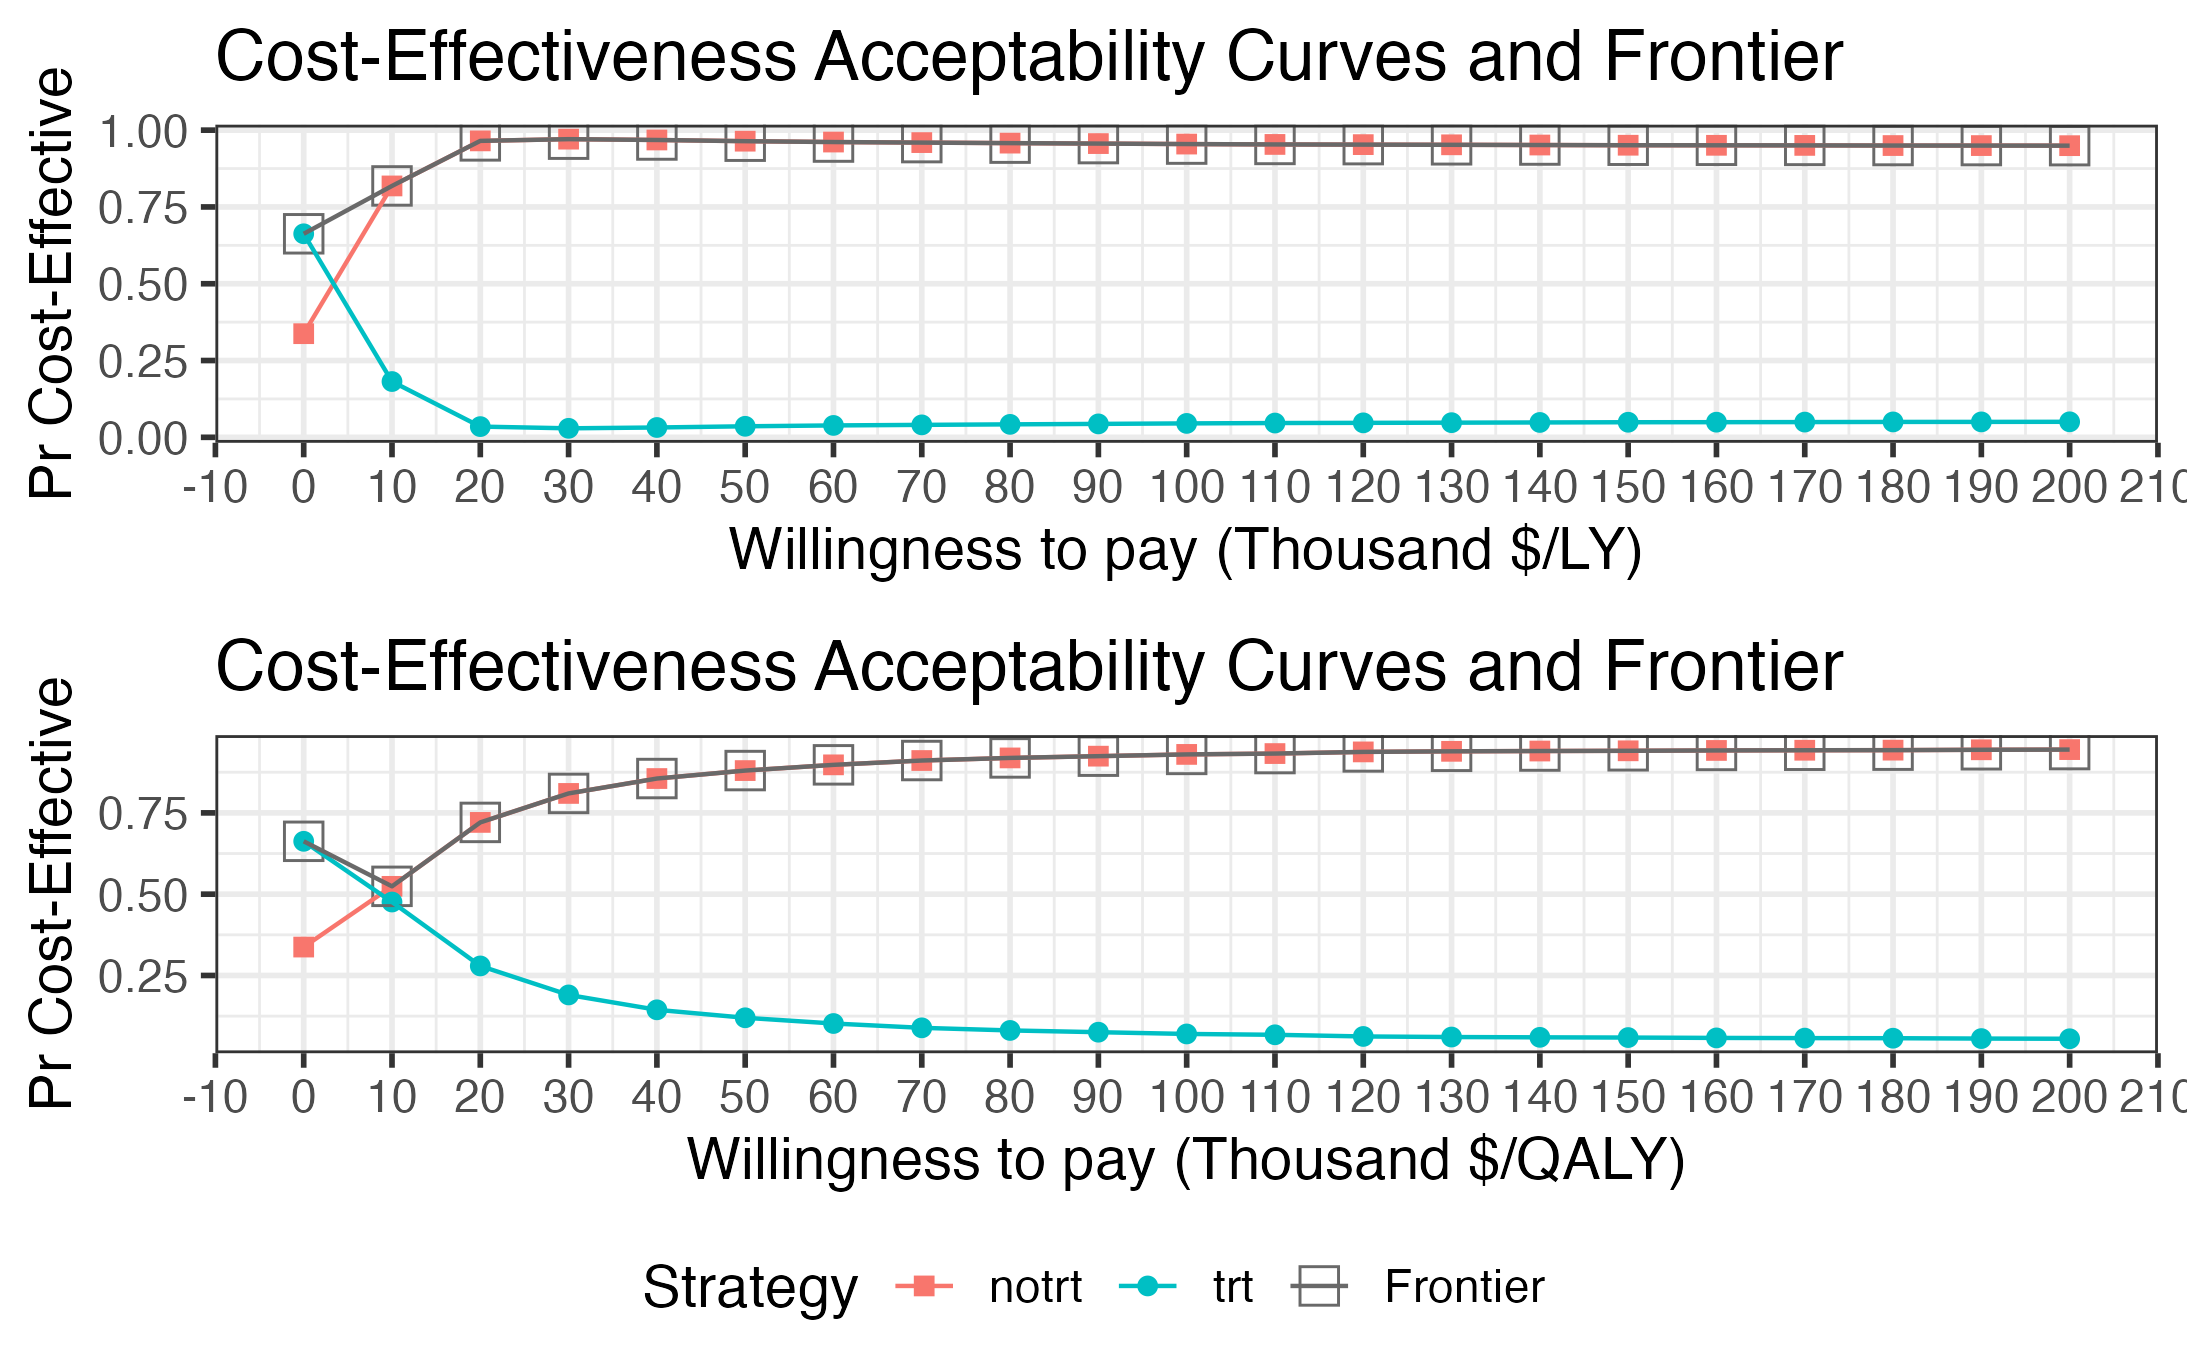 Cost-Effectiveness Acceptability Curves and Frontier
Pr Cost-Effective
1.00
0.75
0.50
0.25
0.00
-10 0 10 20 30 40 50 60 70 80 90 100 110 120 130 140 150 160 170 180 190 200 210
Willingness to pay (Thousand $/LY)
Cost-Effectiveness Acceptability Curves and Frontier
Pr Cost-Effective
0.75
0.50
0.25
-10 0 10 20 30 40 50 60 70 80 90 100 110 120 130 140 150 160 170 180 190 200 210
Willingness to pay (Thousand $/QALY)
Strategy notrt trt Frontier